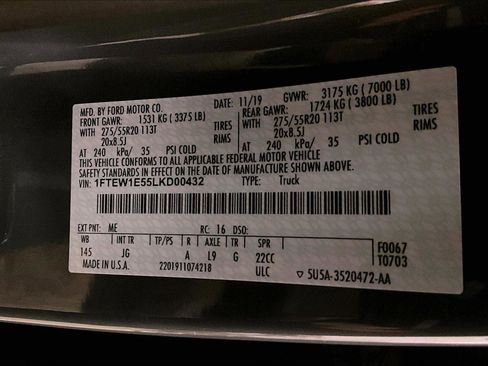 MFD. BY FORD MOTOR CO. DATE: 11/19 GVWR: 3175 KG ( 7000 LB)
FRONT GAWR: 1531 KG ( 3375 LB) REAR GAWR: 1724 KG ( 3800 LB)
WITH 275/55R20 113T TIRES WITH 275/55R20 113T TIRES
20x8.5J RIMS 20x8.5J RIMS
AT 240 kPa/ 35 PSI COLD AT 240 kPa/ 35 PSI COLD
THIS VEHICLE CONFORMS TO ALL APPLICABLE FEDERAL MOTOR VEHICLE
SAFETY STANDARDS IN EFFECT ON THE DATE OF MANUFACTURE SHOWN ABOVE.
VIN: 1FTEW1E55LKD00432 TYPE: Truck
EXT PNT: ME RC: 16 DSO:
WB INT TR TP/PS R AXLE TR SPR F0067
145 JG A L9 G 22CC T0703
MADE IN U.S.A. 2201911074218 ULC 5U5A-3520472-AA